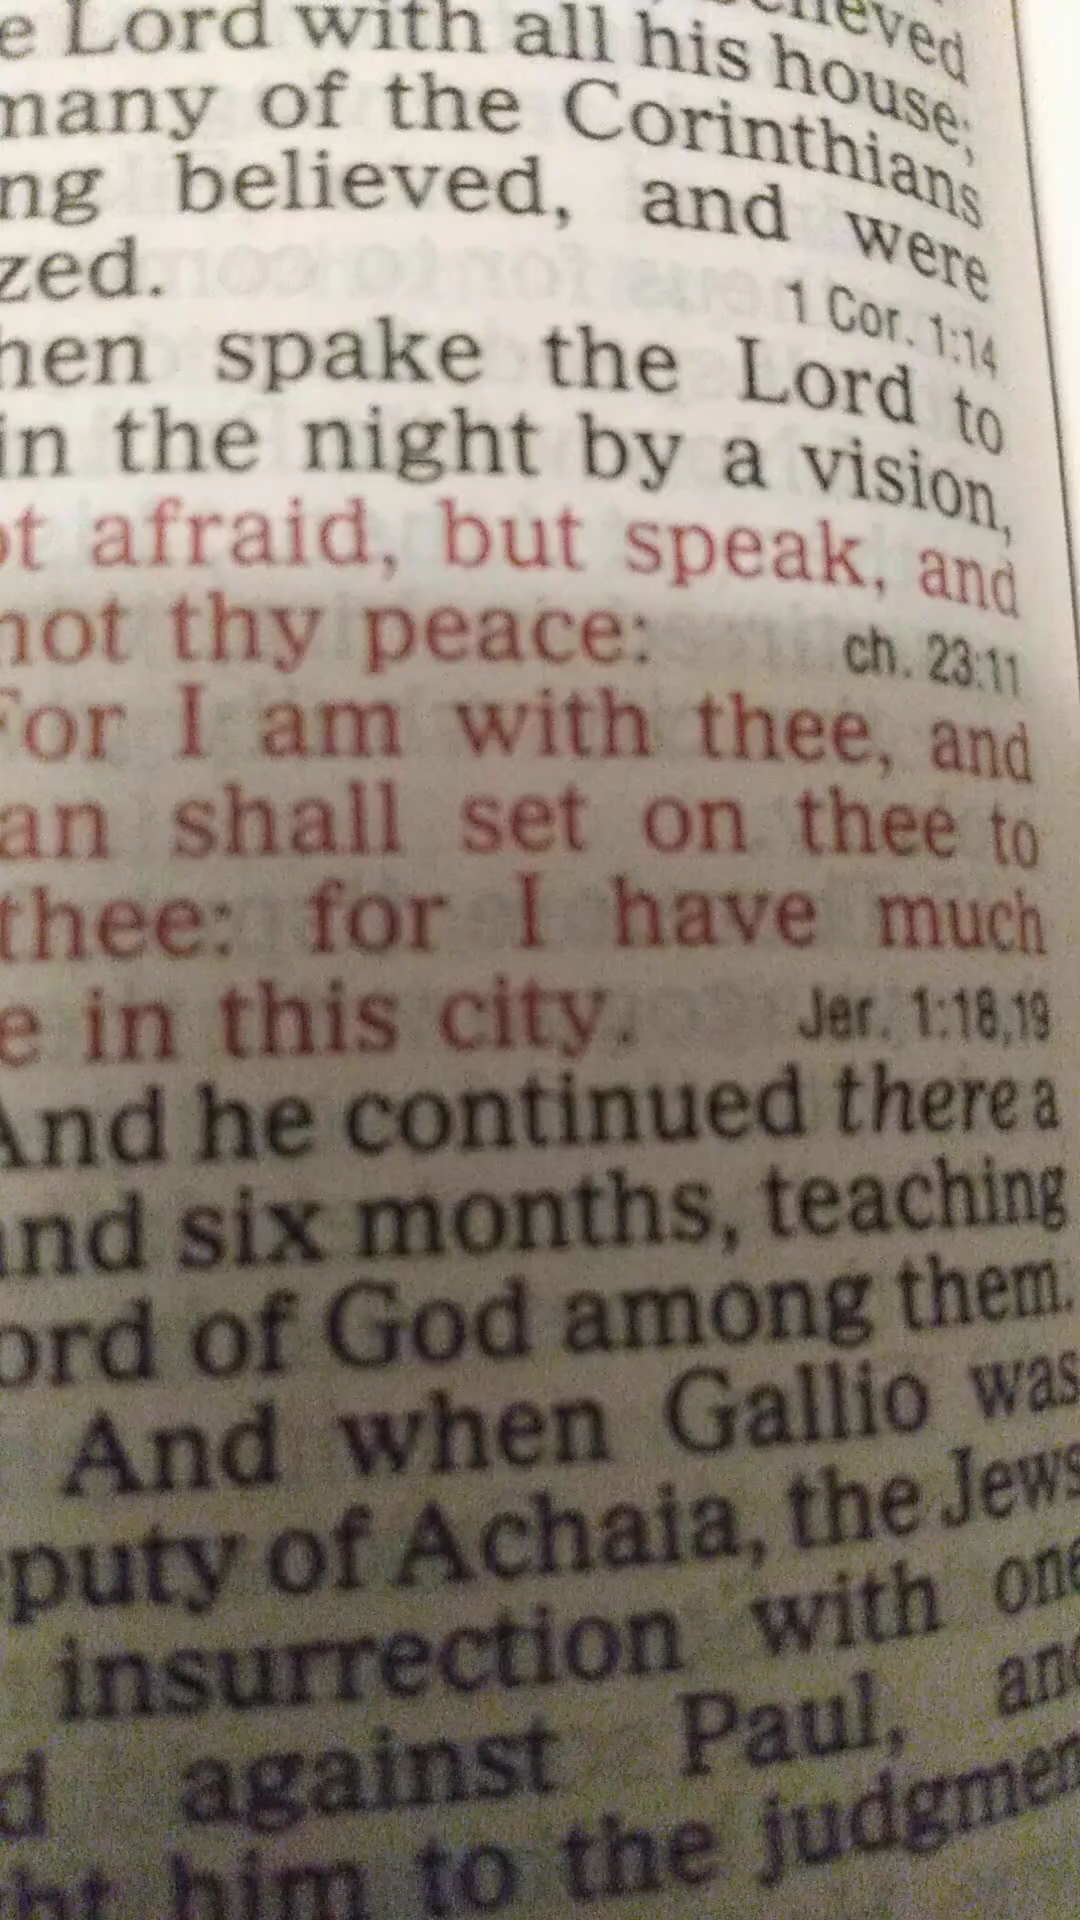 e Lord with all his house;
many of the Corinthians
ng believed, and were
zed.
1 Cor. 1:14
hen spake the Lord to
in the night by a vision,
ot afraid, but speak, and
not thy peace: ch. 23:11
For I am with thee, and
an shall set on thee to
thee: for I have much
e in this city. Jer. 1:18,19
And he continued there a
and six months, teaching
ord of God among them.
And when Gallio was
puty of Achaia, the Jews
insurrection with one
d against Paul, and
ht him to the judgmen